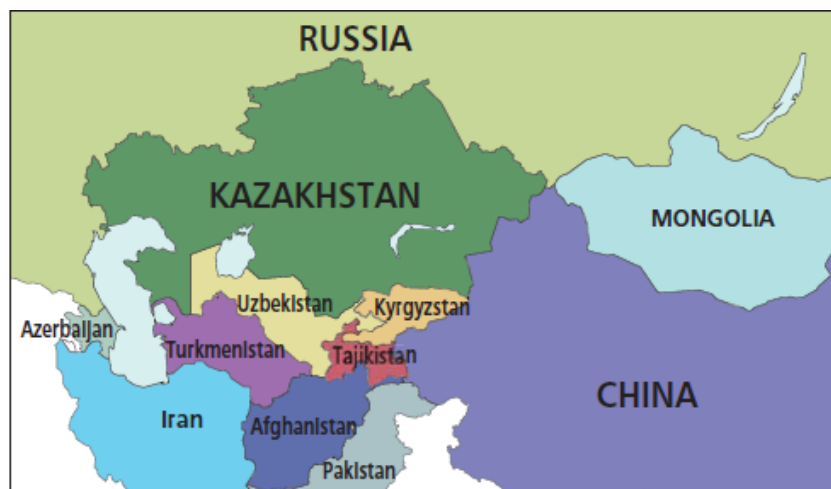 RUSSIA
KAZAKHSTAN
MONGOLIA
Uzbekistan
Kyrgyzstan
Azerbaijan
Turkmenistan
Tajikistan
CHINA
Iran
Afghanistan
Pakistan